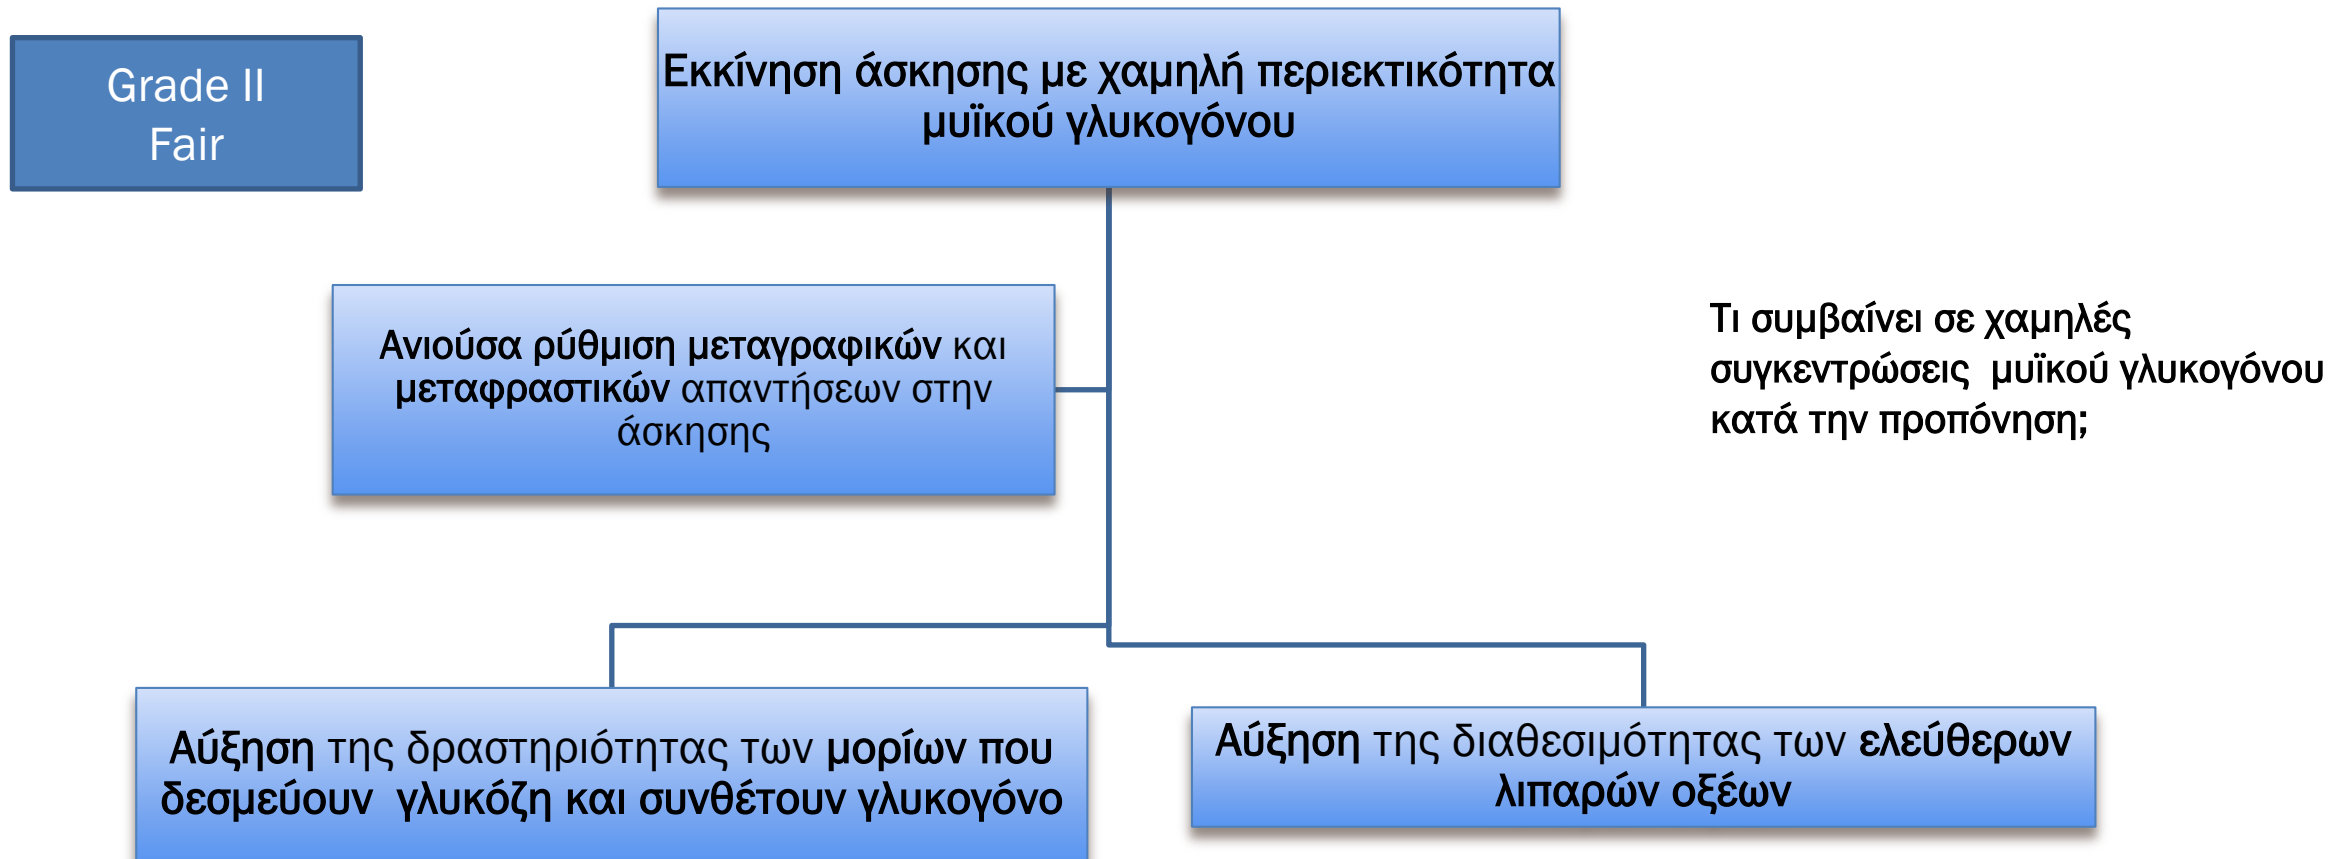 Grade II
Fair
Εκκίνηση άσκησης με χαμηλή περιεκτικότητα
μυϊκού γλυκογόνου
Ανιούσα ρύθμιση μεταγραφικών και
μεταφραστικών απαντήσεων στην
άσκησης
Τι συμβαίνει σε χαμηλές
συγκεντρώσεις μυϊκού γλυκογόνου
κατά την προπόνηση;
Αύξηση της δραστηριότητας των μορίων που
δεσμεύουν γλυκόζη και συνθέτουν γλυκογόνο
Αύξηση της διαθεσιμότητας των ελεύθερων
λιπαρών οξέων